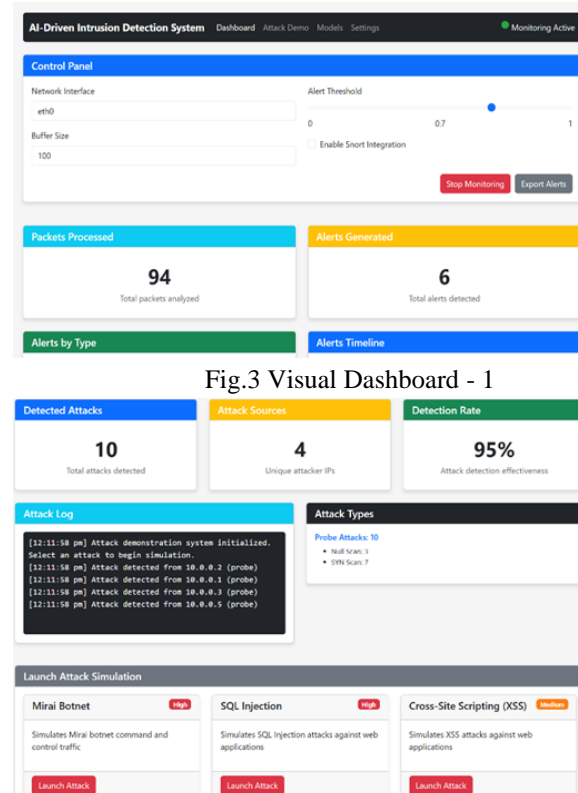 AI-Driven Intrusion Detection System Dashboard Attack Demo Models Settings Monitoring Active
Control Panel
Network Interface
eth0
Buffer Size
100
Alert Threshold
0 0.7 1
Enable Snort Integration
Stop Monitoring Export Alerts
Packets Processed
94
Total packets analyzed
Alerts Generated
6
Total alerts detected
Alerts by Type
Alerts Timeline
Fig.3 Visual Dashboard - 1
Detected Attacks
10
Total attacks detected
Attack Sources
4
Unique attacker IPs
Detection Rate
95%
Attack detection effectiveness
Attack Log
[12:11:58 pm] Attack demonstration system initialized.
Select an attack to begin simulation.
[12:11:58 pm] Attack detected from 10.0.0.2 (probe)
[12:11:58 pm] Attack detected from 10.0.0.1 (probe)
[12:11:58 pm] Attack detected from 10.0.0.3 (probe)
[12:11:58 pm] Attack detected from 10.0.0.5 (probe)
Attack Types
Probe Attacks: 10
• Null Scan: 3
• SYN Scan: 7
Launch Attack Simulation
Mirai Botnet High
Simulates Mirai botnet command and
control traffic
Launch Attack
SQL Injection High
Simulates SQL Injection attacks against web
applications
Launch Attack
Cross-Site Scripting (XSS) Medium
Simulates XSS attacks against web
applications
Launch Attack